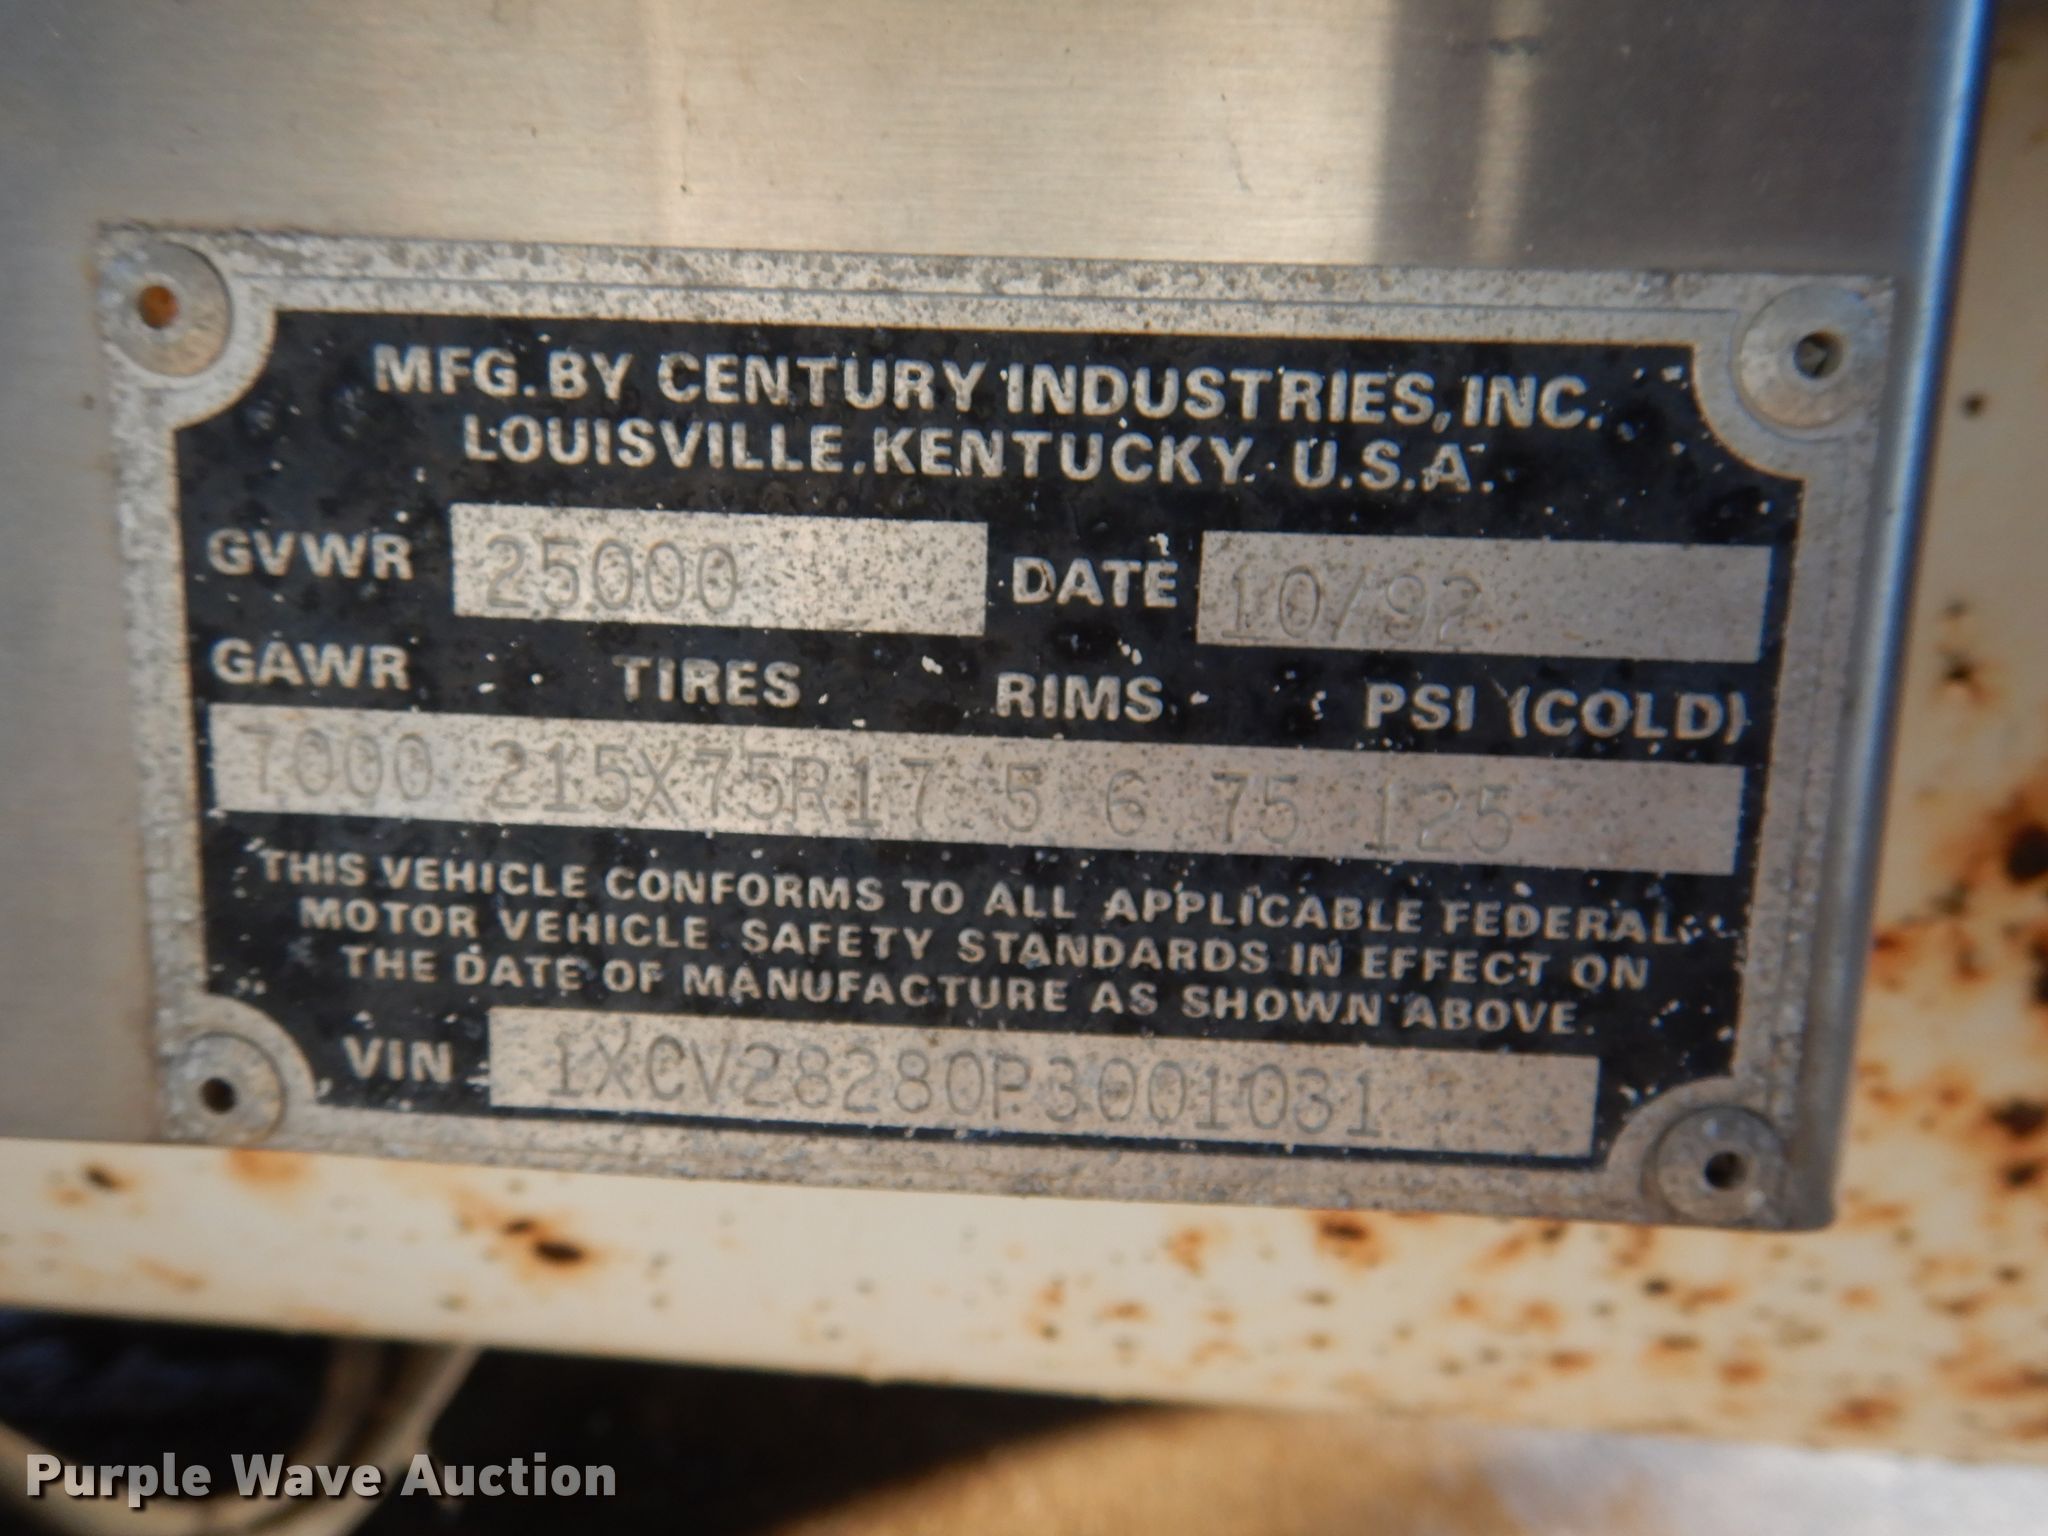 MFG. BY CENTURY INDUSTRIES, INC.
LOUISVILLE, KENTUCKY. U.S.A.
GVWR 25000 DATE 10/92
GAWR TIRES RIMS PSI (COLD)
7000 215X75R17 5 6 75 125
THIS VEHICLE CONFORMS TO ALL APPLICABLE FEDERAL
MOTOR VEHICLE SAFETY STANDARDS IN EFFECT ON
THE DATE OF MANUFACTURE AS SHOWN ABOVE.
VIN 1XCV28280P3001031
Purple Wave Auction